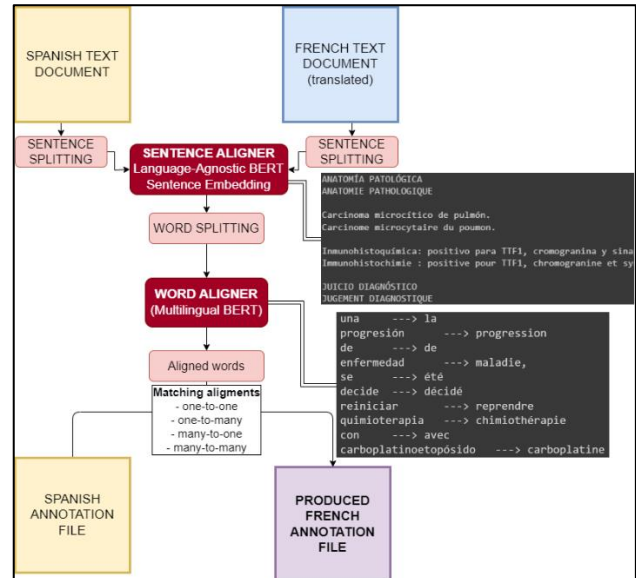 SPANISH TEXT
DOCUMENT
FRENCH TEXT
DOCUMENT
(translated)
SENTENCE
SPLITTING
SENTENCE ALIGNER
Language-Agnostic BERT
Sentence Embedding
SENTENCE
SPLITTING
ANATOMÍA PATOLÓGICA
ANATOMIE PATHOLOGIQUE
Carcinoma microcítico de pulmón.
Carcinome microcytaire du poumon.
Inmunohistoquímica: positivo para TTF1, cromogranina y sina
Immunohistochimie : positive pour TTF1, chromogranine et sy
JUICIO DIAGNÓSTICO
JUGEMENT DIAGNOSTIQUE
WORD SPLITTING
WORD ALIGNER
(Multilingual BERT)
una ---> la
progresión ---> progression
de ---> de
enfermedad ---> maladie,
se ---> été
decide ---> décidé
reiniciar ---> reprendre
quimioterapia ---> chimiothérapie
con ---> avec
carboplatinoetopósido ---> carboplatine
Aligned words
Matching aligments
- one-to-one
- one-to-many
- many-to-one
- many-to-many
SPANISH
ANNOTATION
FILE
PRODUCED
FRENCH
ANNOTATION
FILE